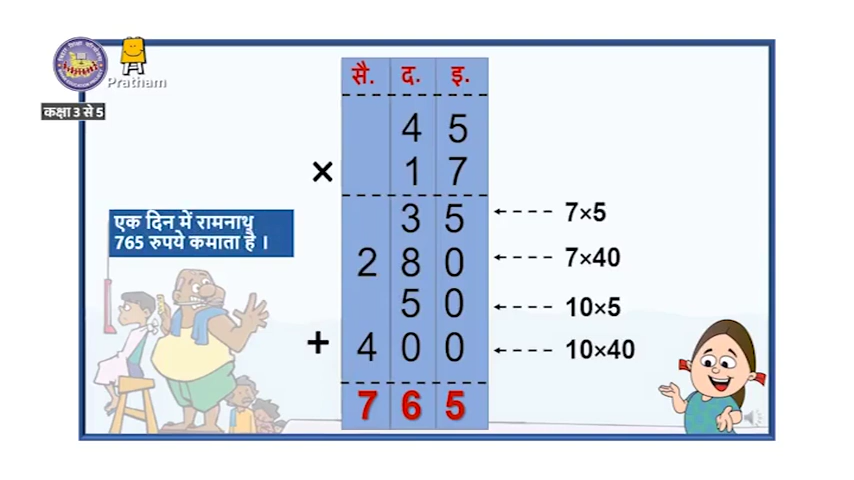 Pratham
कक्षा 3 से 5
सै. द. इ.
4 5
× 1 7
3 5 7×5
2 8 0 7×40
5 0 10×5
+ 4 0 0 10×40
7 6 5
एक दिन में रामनाथ
765 रुपये कमाता है ।